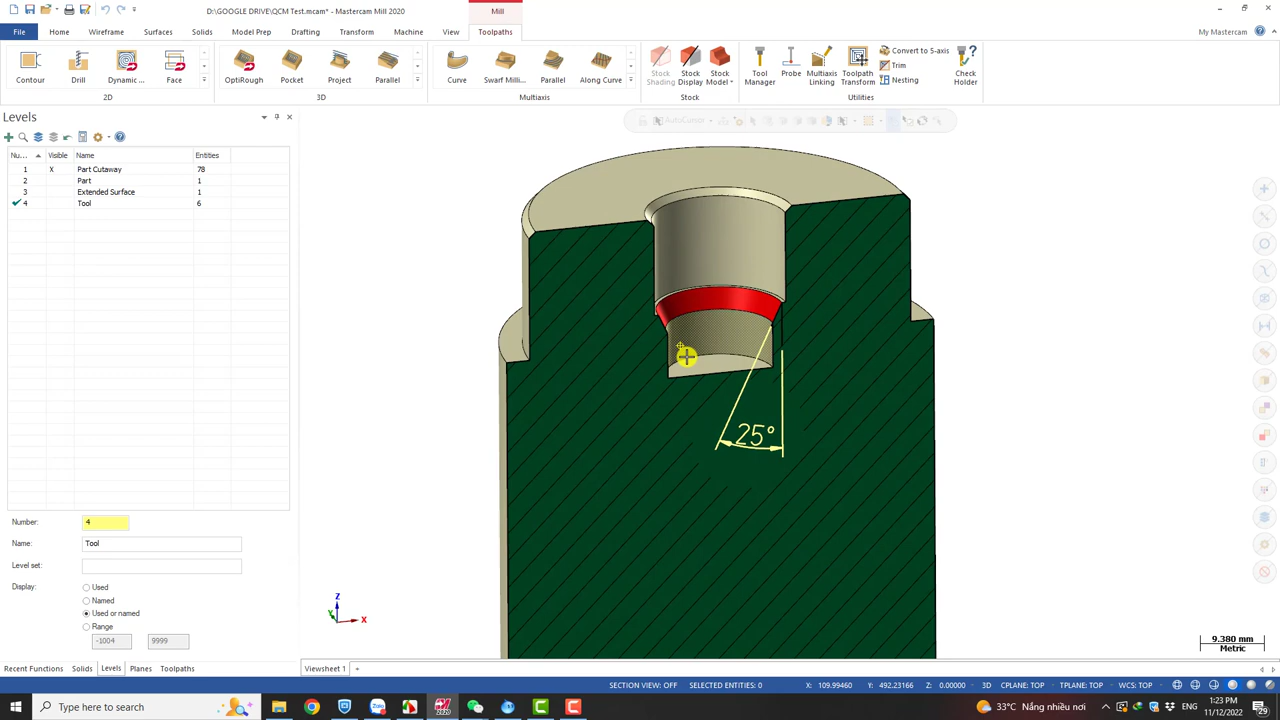 D:\GOOGLE DRIVE\QCM Test.mcam* - Mastercam Mill 2020
Mill
File Home Wireframe Surfaces Solids Model Prep Drafting Transform Machine View Toolpaths My Mastercam
Contour Drill Dynamic ... Face OptiRough Pocket Project Parallel Curve Swarf Milli... Parallel Along Curve
Stock Shading Stock Display Stock Model Tool Manager Probe Multiaxis Linking Toolpath Transform
Convert to 5-axis
Trim
Nesting
Check Holder
2D 3D Multiaxis Stock Utilities
Levels
AutoCursor
Nu... Visible Name Entities
1 X Part Cutaway 78
2 Part 1
3 Extended Surface 1
4 Tool 6
25°
Number: 4
Name: Tool
Level set:
Display: Used
Named
Used or named
Range
-1004 9999
Z
Y
X
9.380 mm
Metric
Recent Functions Solids Levels Planes Toolpaths
Viewsheet 1 +
SECTION VIEW: OFF SELECTED ENTITIES: 0 X: 109.99460 Y: 492.23166 Z: 0.00000 3D CPLANE: TOP TPLANE: TOP WCS: TOP
Type here to search
33°C Nắng nhiều nơi
1:23 PM
11/12/2022
29